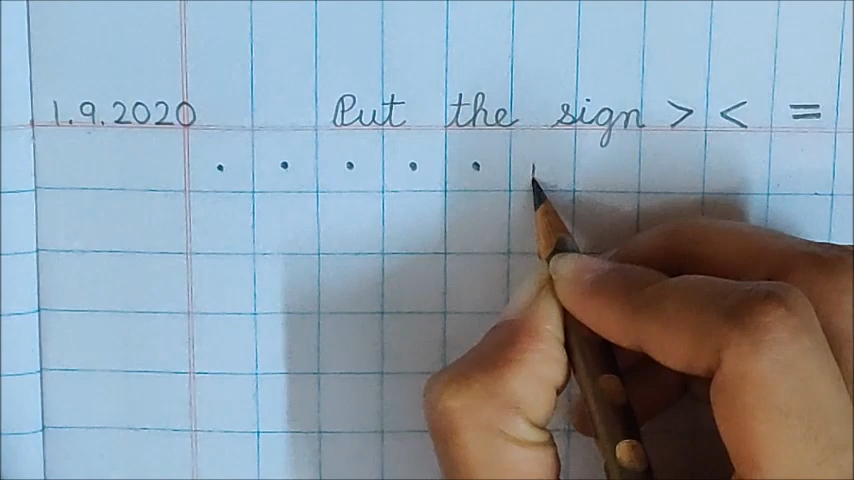 1.9.2020 Put the sign > < =
. . . . .